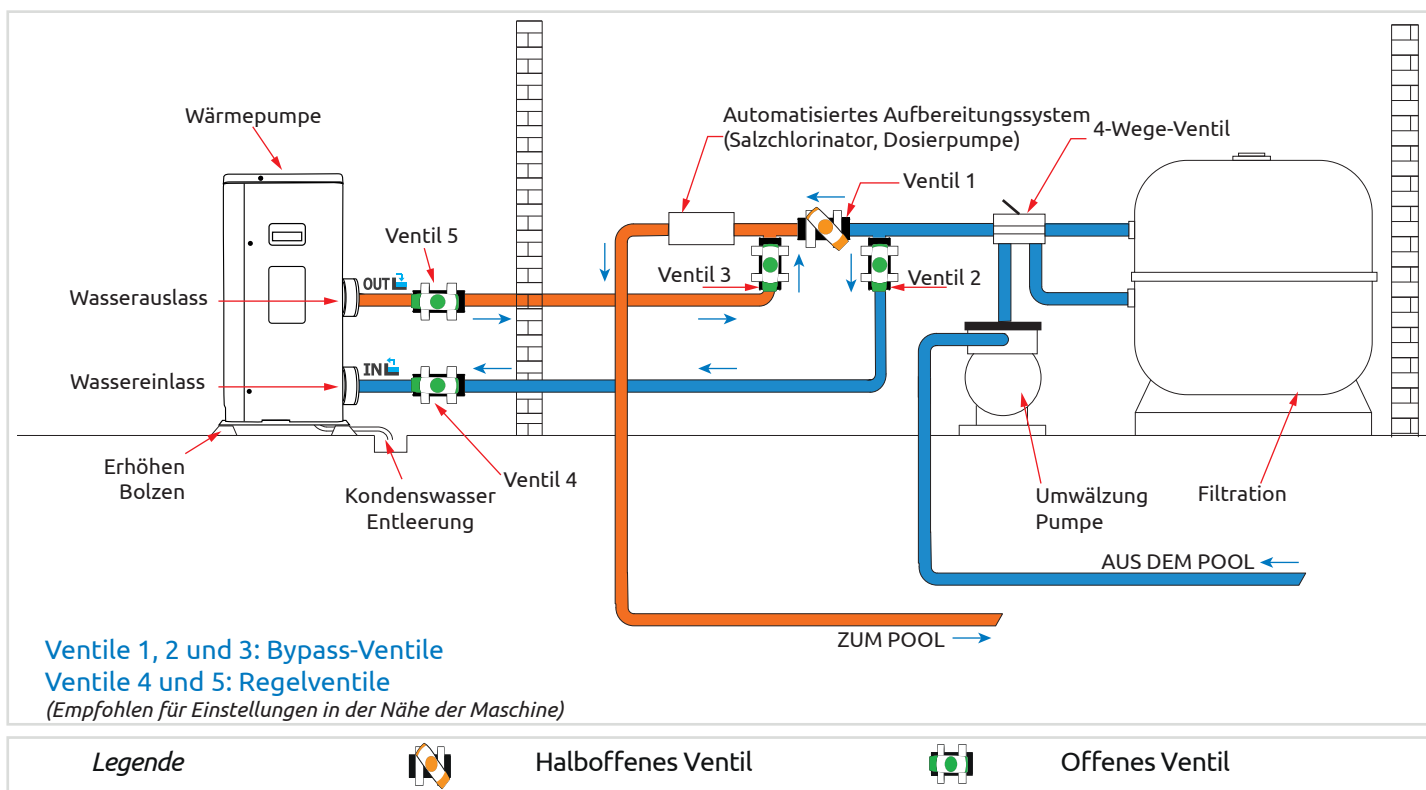 Wärmepumpe
Automatisiertes Aufbereitungssystem
(Salzchlorinator, Dosierpumpe)
4-Wege-Ventil
Ventil 1
Ventil 5
Wasserauslass
OUT
Ventil 3
Ventil 2
Wassereinlass
IN
Erhöhen
Bolzen
Kondenswasser
Entleerung
Ventil 4
Umwälzung
Pumpe
Filtration
AUS DEM POOL
ZUM POOL
Ventile 1, 2 und 3: Bypass-Ventile
Ventile 4 und 5: Regelventile
(Empfohlen für Einstellungen in der Nähe der Maschine)
Legende
Halboffenes Ventil
Offenes Ventil